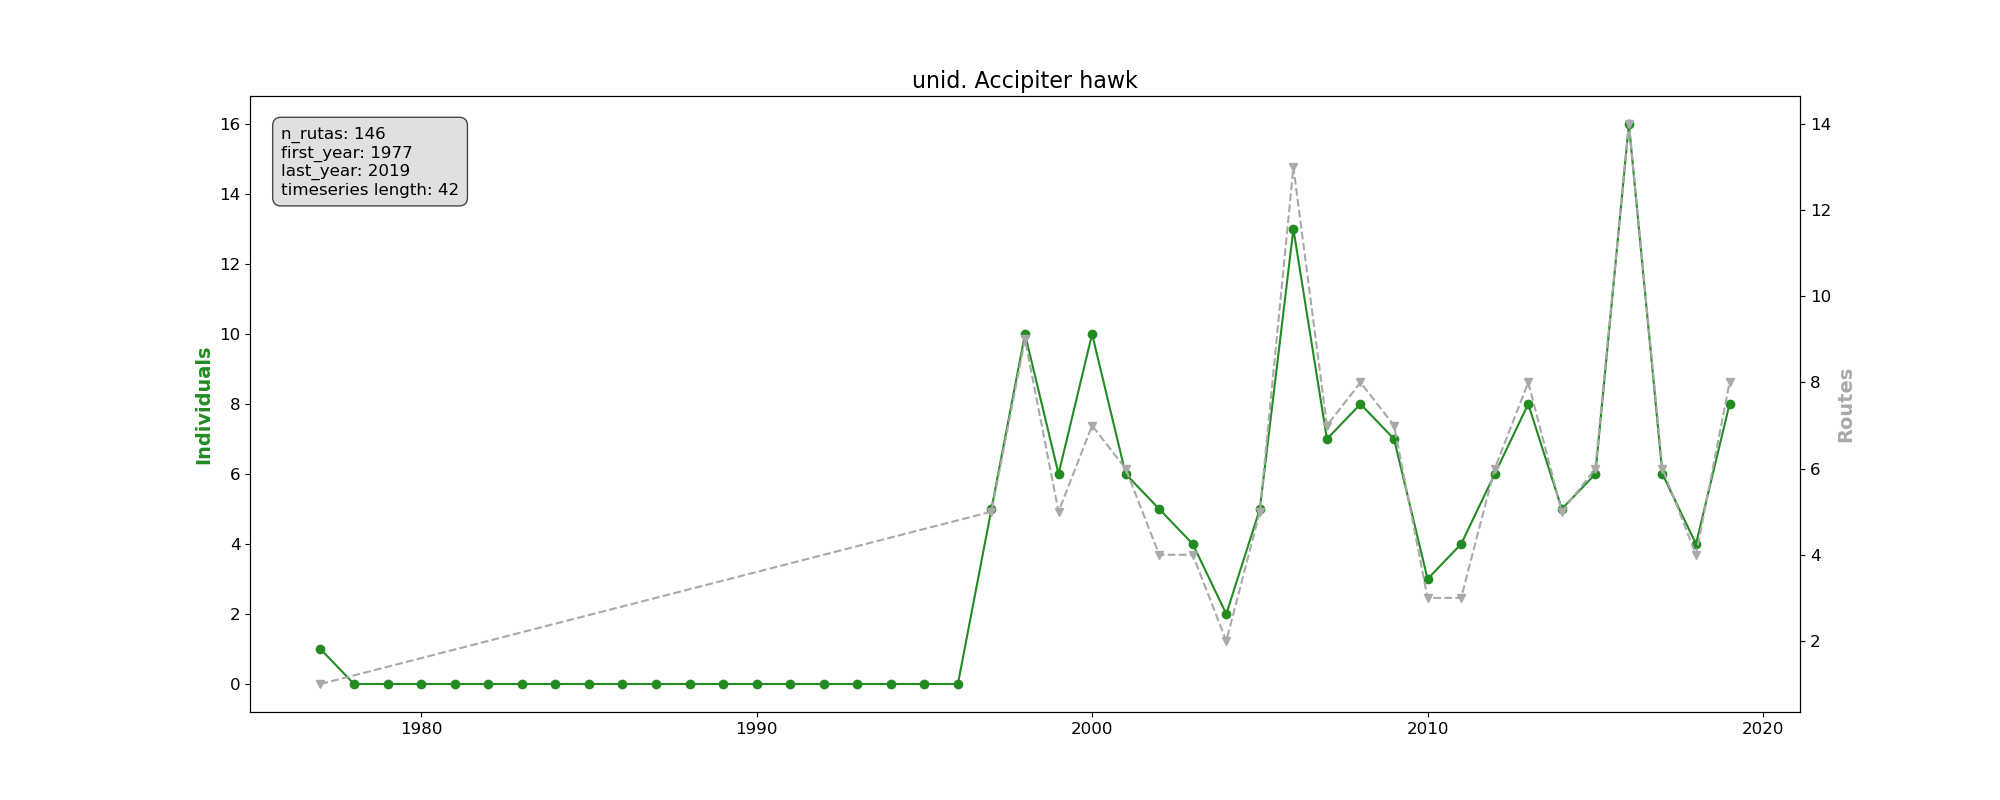 unid. Accipiter hawk
n_rutas: 146
first_year: 1977
last_year: 2019
timeseries length: 42
16
14
12
10
8
6
4
2
0
Individuals
14
12
10
8
6
4
2
Routes
1980 1990 2000 2010 2020